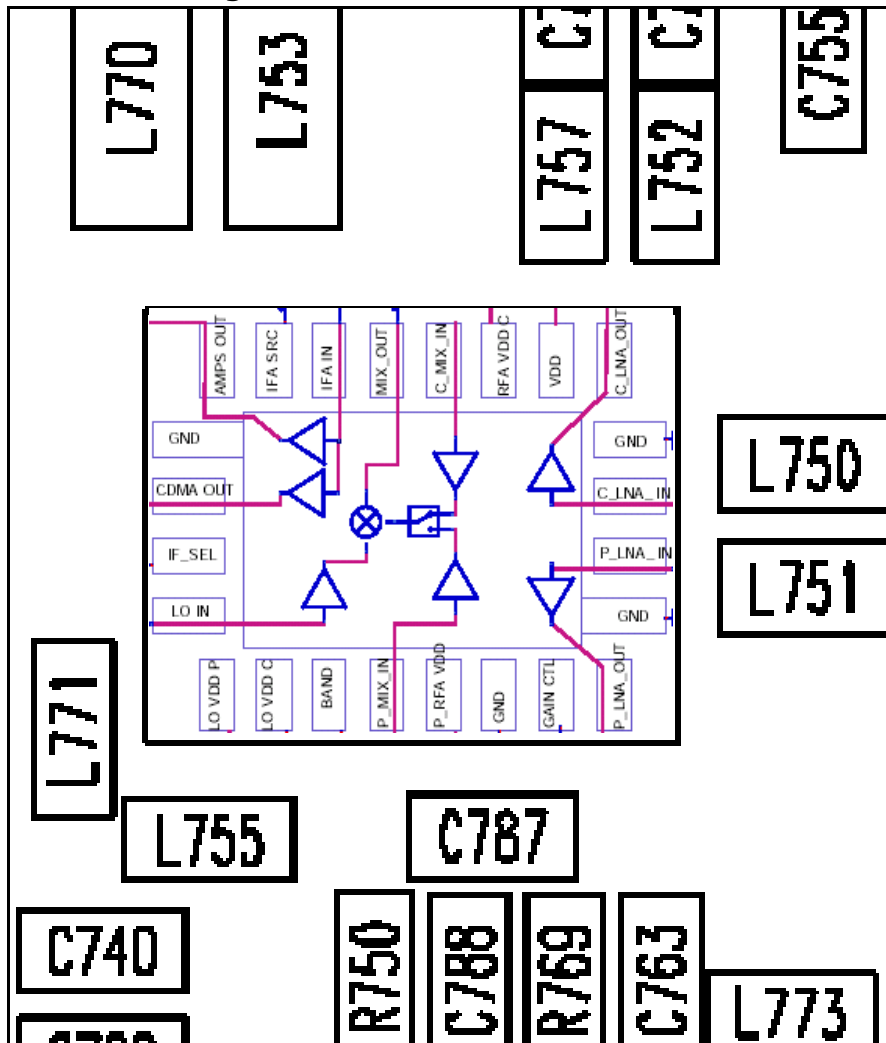 L770
L753
L757
L752
C755
AMPS OUT
IFA SRC
IFA IN
MIX_OUT
C_MIX_IN
RFA VDD C
VDD
C_LNA_OUT
GND
CDMA OUT
IF_SEL
LO IN
GND
C_LNA_IN
P_LNA_IN
GND
L750
L751
LO VDD P
LO VDD C
BAND
P_MIX_IN
P_RFA VDD
GND
GAIN CTL
P_LNA_OUT
L771
L755
C787
C740
R750
C788
R769
C763
L773